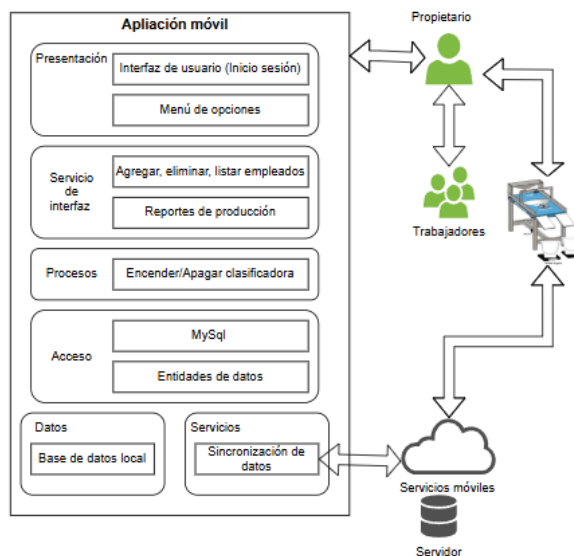 Apliación móvil
Presentación
Interfaz de usuario (Inicio sesión)
Menú de opciones
Servicio
de
interfaz
Agregar, eliminar, listar empleados
Reportes de producción
Procesos
Encender/Apagar clasificadora
Acceso
MySql
Entidades de datos
Datos
Base de datos local
Servicios
Sincronización de
datos
Propietario
Trabajadores
Servicios móviles
Servidor